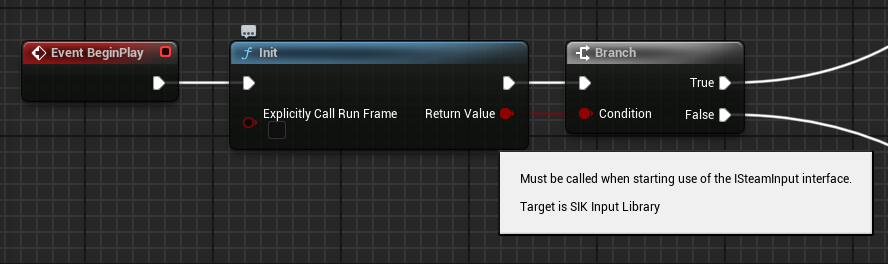 Event BeginPlay
Init
Branch
True
Explicitly Call Run Frame
Return Value
Condition
False
Must be called when starting use of the ISteamInput interface.
Target is SIK Input Library